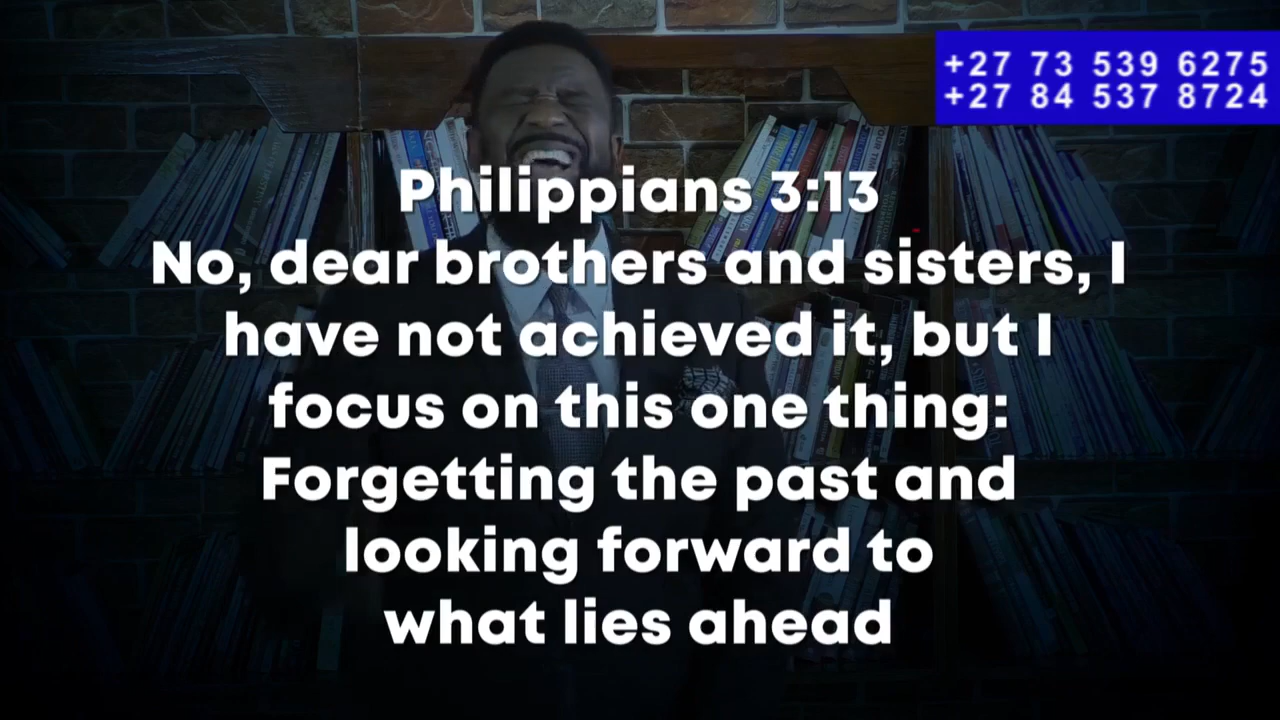 +27 73 539 6275
+27 84 537 8724
Philippians 3:13
No, dear brothers and sisters, I
have not achieved it, but I
focus on this one thing:
Forgetting the past and
looking forward to
what lies ahead